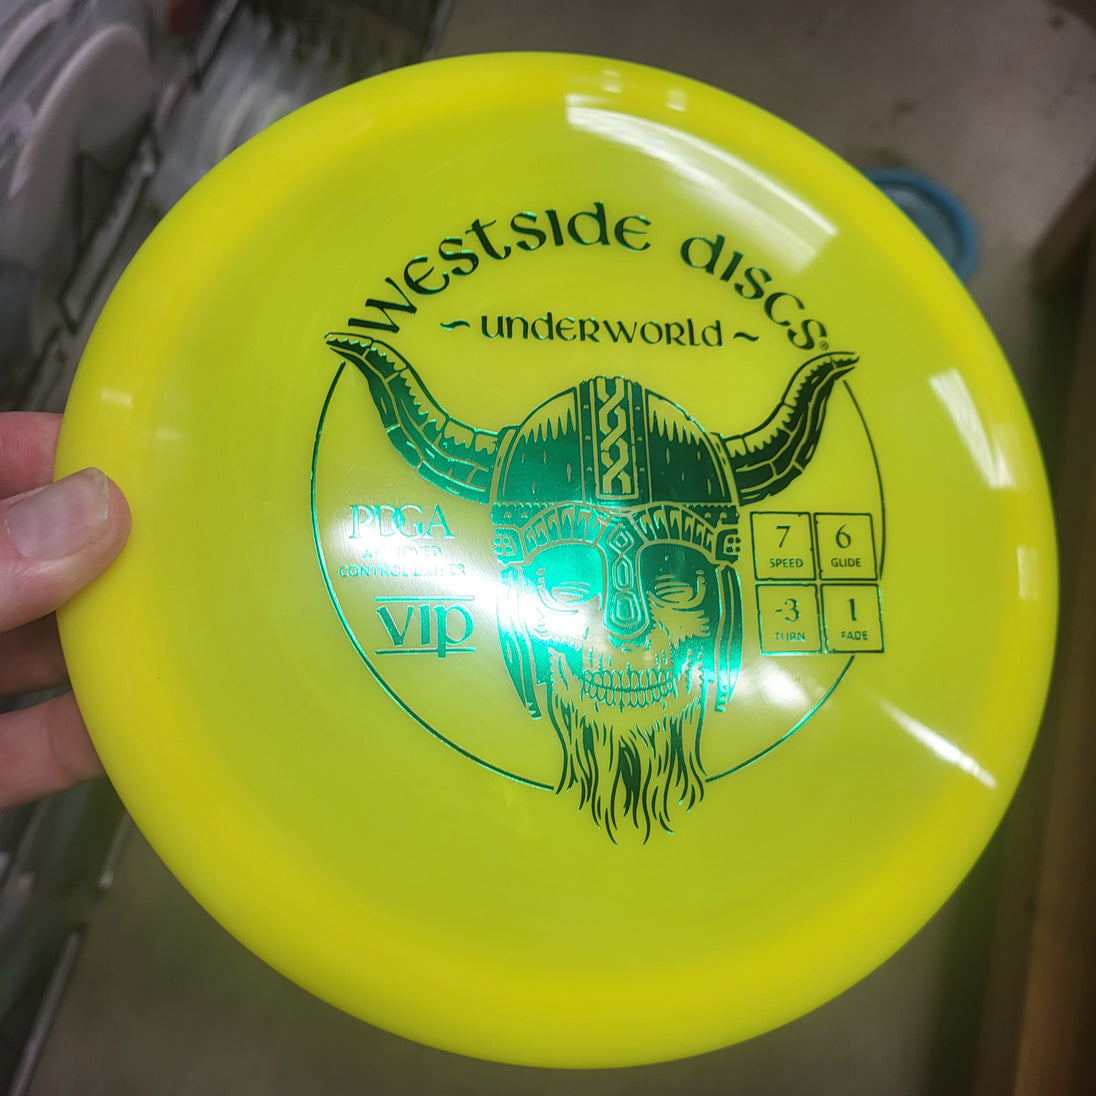 westside discs®
~ underworld ~
PDGA
APPROVED
CONTROL DRIVER
vip
7
SPEED
6
GLIDE
-3
TURN
1
FADE